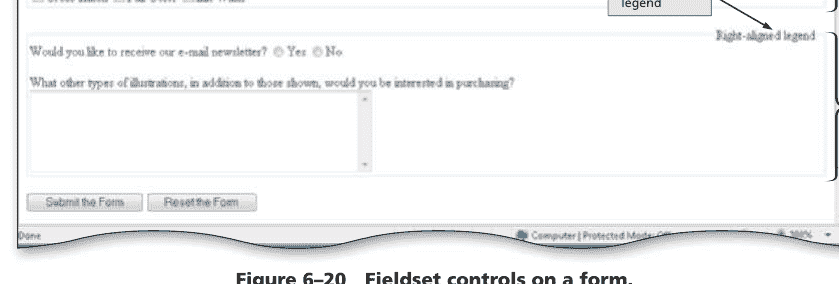 legend
Right-aligned legend
Would you like to receive our e-mail newsletter? Yes No
What other types of illustrations, in addition to those shown, would you be interested in purchasing?
Submit the Form Reset the Form
Done Computer | Protected Mode: 100%
Figure 6–20 Fieldset controls on a form.